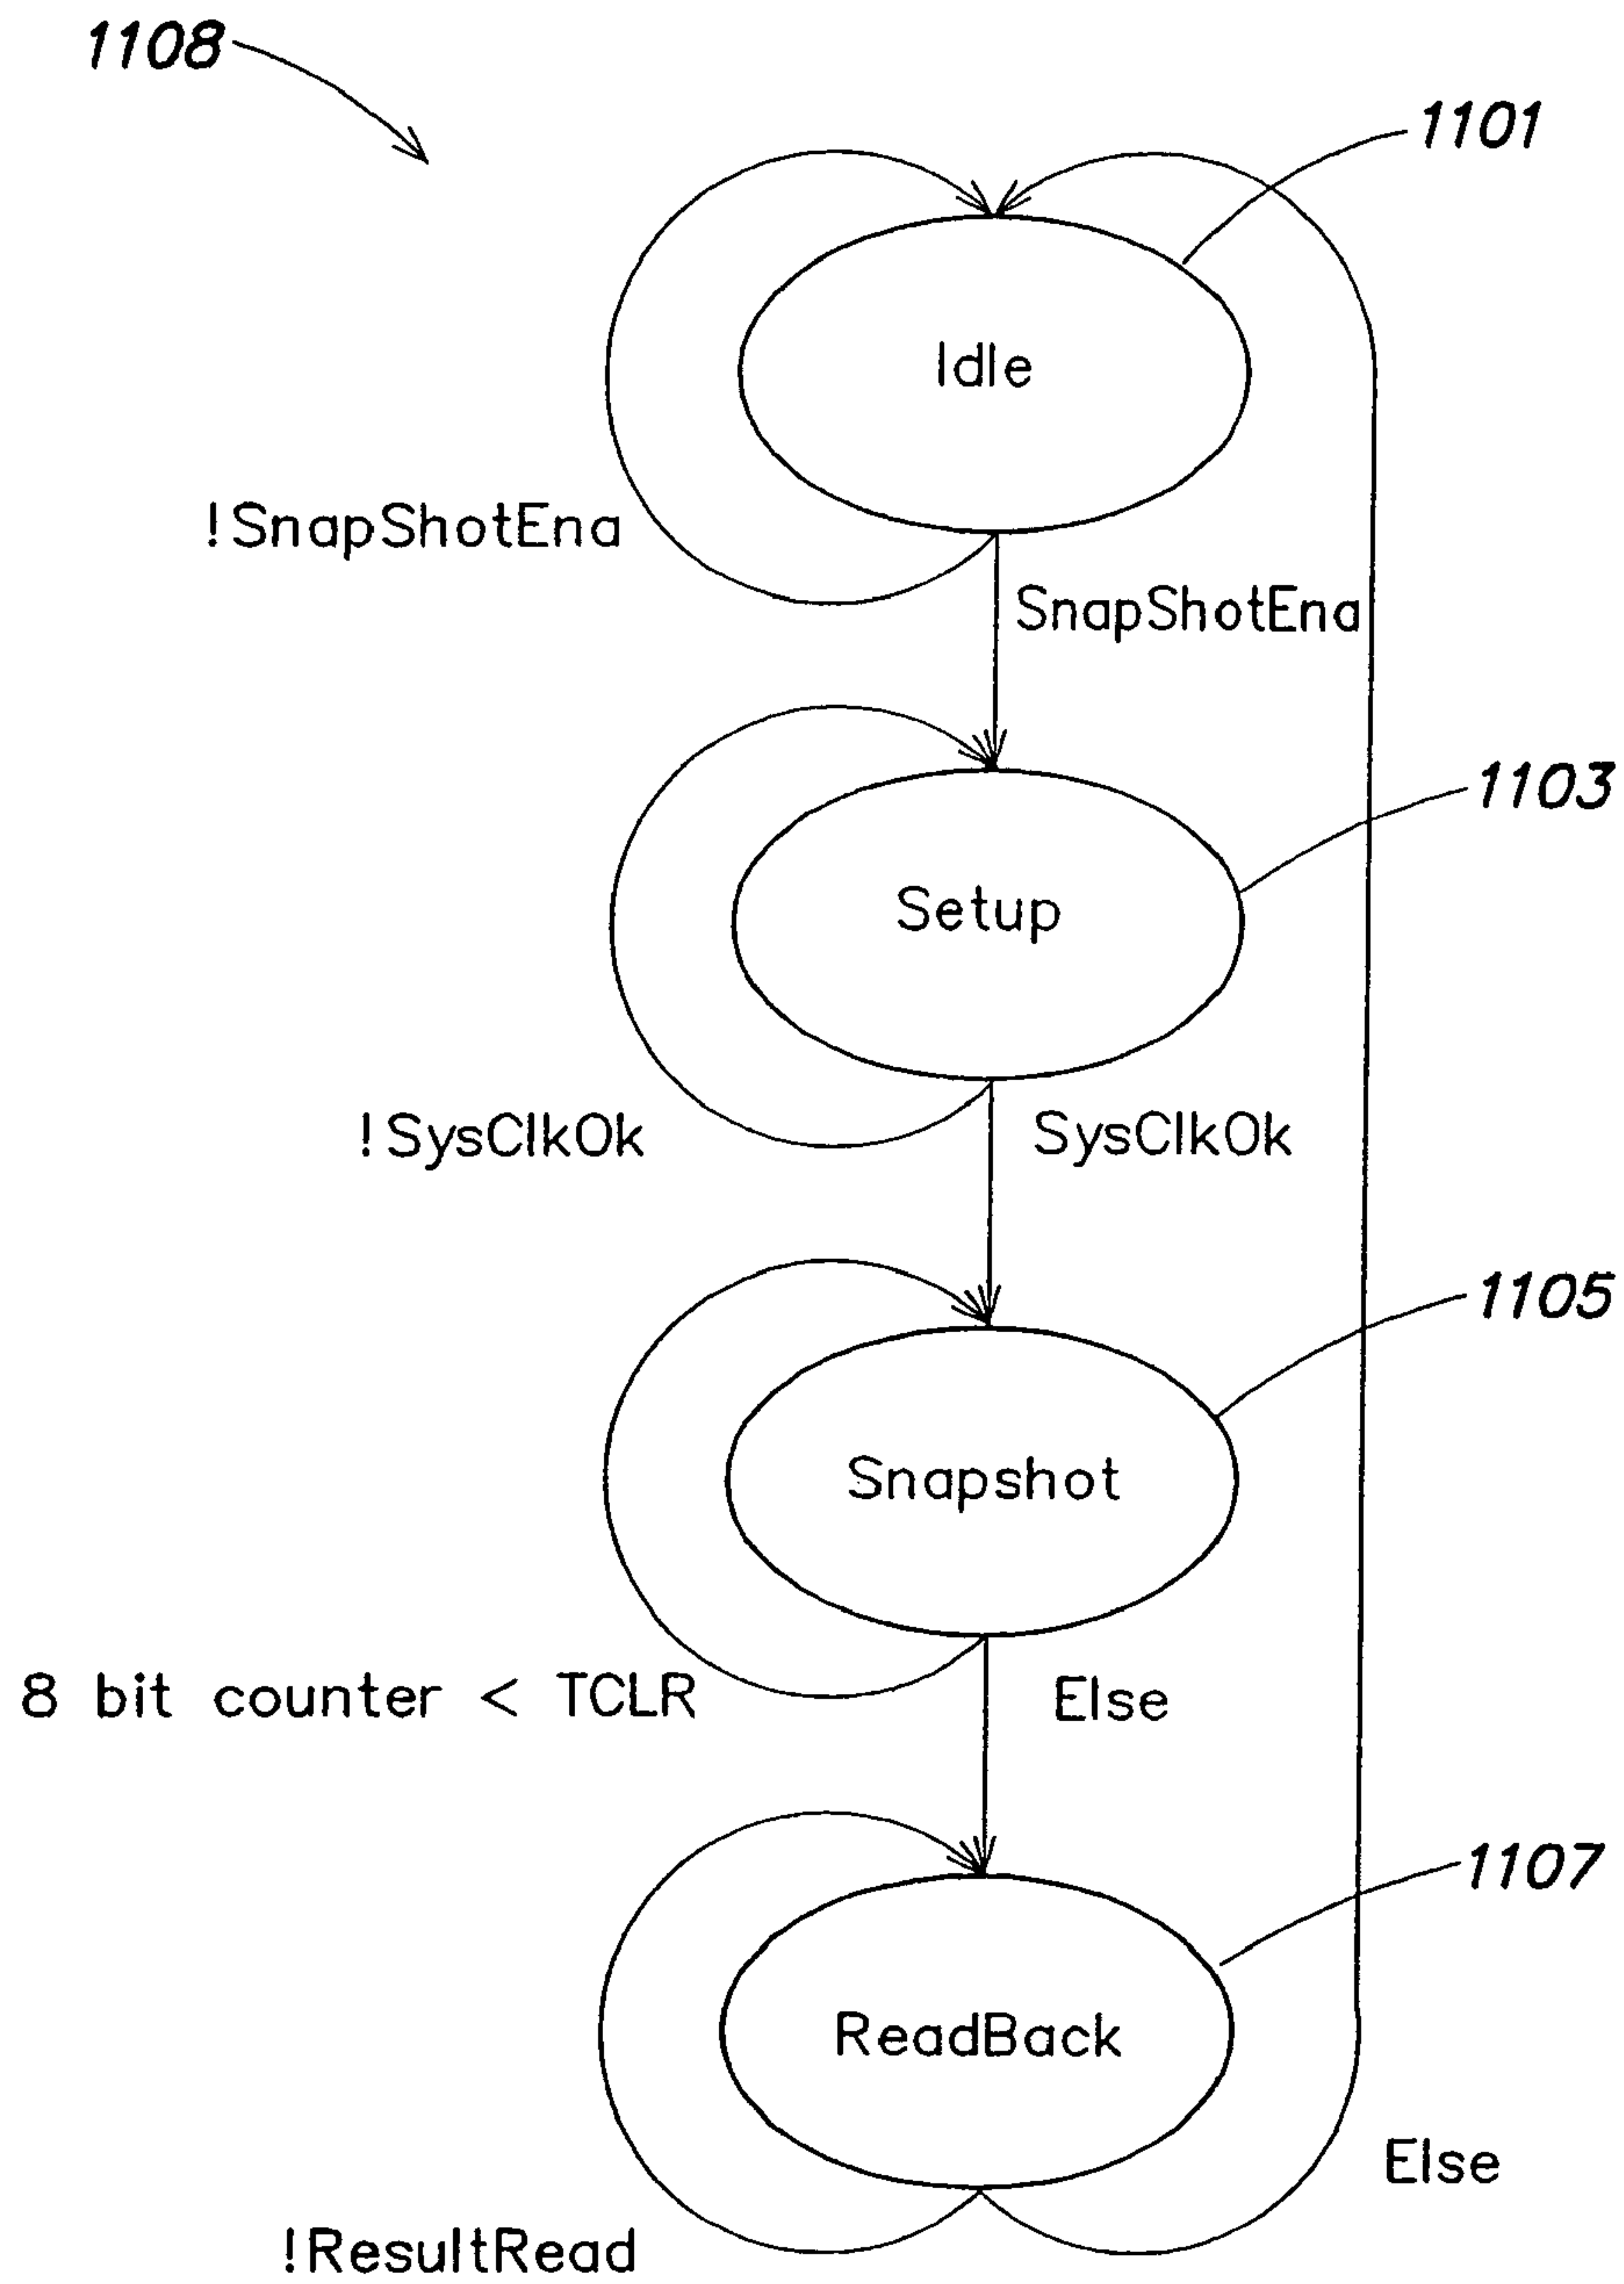 1108
1101
Idle
!SnapShotEna
SnapShotEna
1103
Setup
!SysClkOk
SysClkOk
1105
Snapshot
8 bit counter < TCLR
Else
1107
ReadBack
Else
!ResultRead